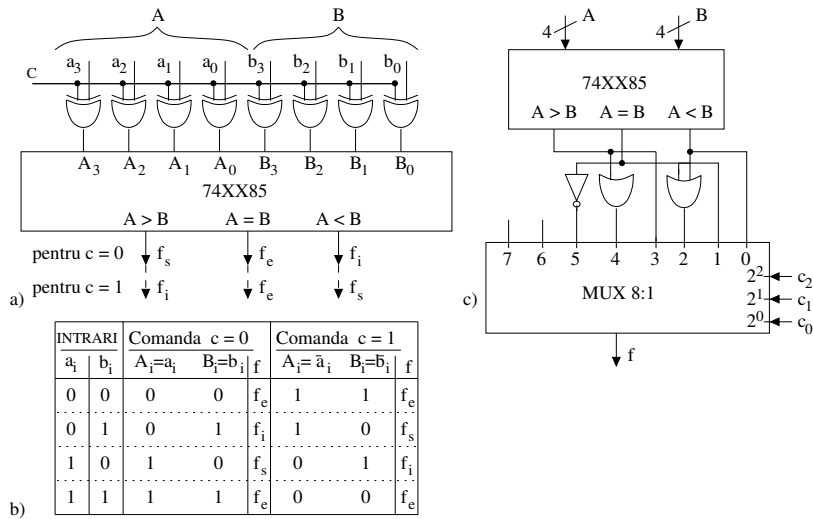 A B
c a₃ a₂ a₁ a₀ b₃ b₂ b₁ b₀
A₃ A₂ A₁ A₀ B₃ B₂ B₁ B₀
74XX85
A > B A = B A < B
pentru c = 0 fₛ fₑ fᵢ
pentru c = 1 fᵢ fₑ fₛ
a)
INTRARI Comanda c = 0 Comanda c = 1
aᵢ bᵢ Aᵢ=aᵢ Bᵢ=bᵢ f Aᵢ=āᵢ Bᵢ=b̄ᵢ f
0 0 0 0 fₑ 1 1 fₑ
0 1 0 1 fᵢ 1 0 fₛ
1 0 1 0 fₛ 0 1 fᵢ
1 1 1 1 fₑ 0 0 fₑ
b)
4 A 4 B
74XX85
A > B A = B A < B
7 6 5 4 3 2 1 0
2² c₂
MUX 8:1
2¹ c₁
2⁰ c₀
c)
f